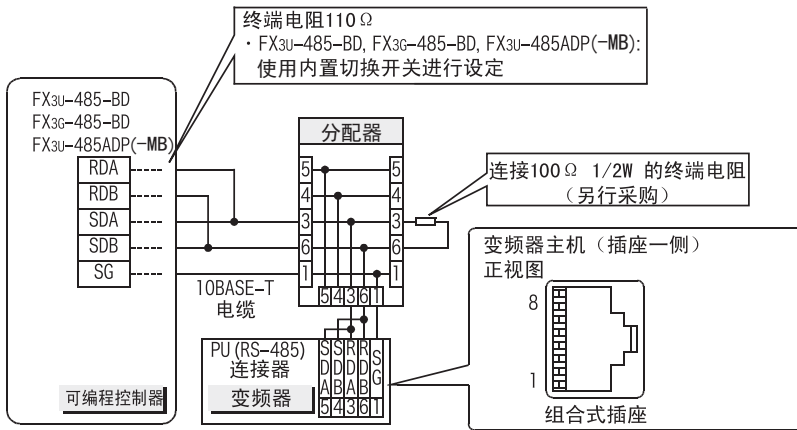 终端电阻110Ω
·FX3U-485-BD, FX3G-485-BD, FX3U-485ADP(-MB):
使用内置切换开关进行设定
FX3U-485-BD
FX3G-485-BD
FX3U-485ADP(-MB)
RDA
RDB
SDA
SDB
SG
可编程控制器
10BASE-T
电缆
分配器
5 5
4 4
3 3
6 6
1 1
5 4 3 6 1
连接100Ω 1/2W 的终端电阻
（另行采购）
PU(RS-485)
连接器
变频器
SDA SDB RDA RDB SG
5 4 3 6 1
变频器主机（插座一侧）
正视图
8
1
组合式插座